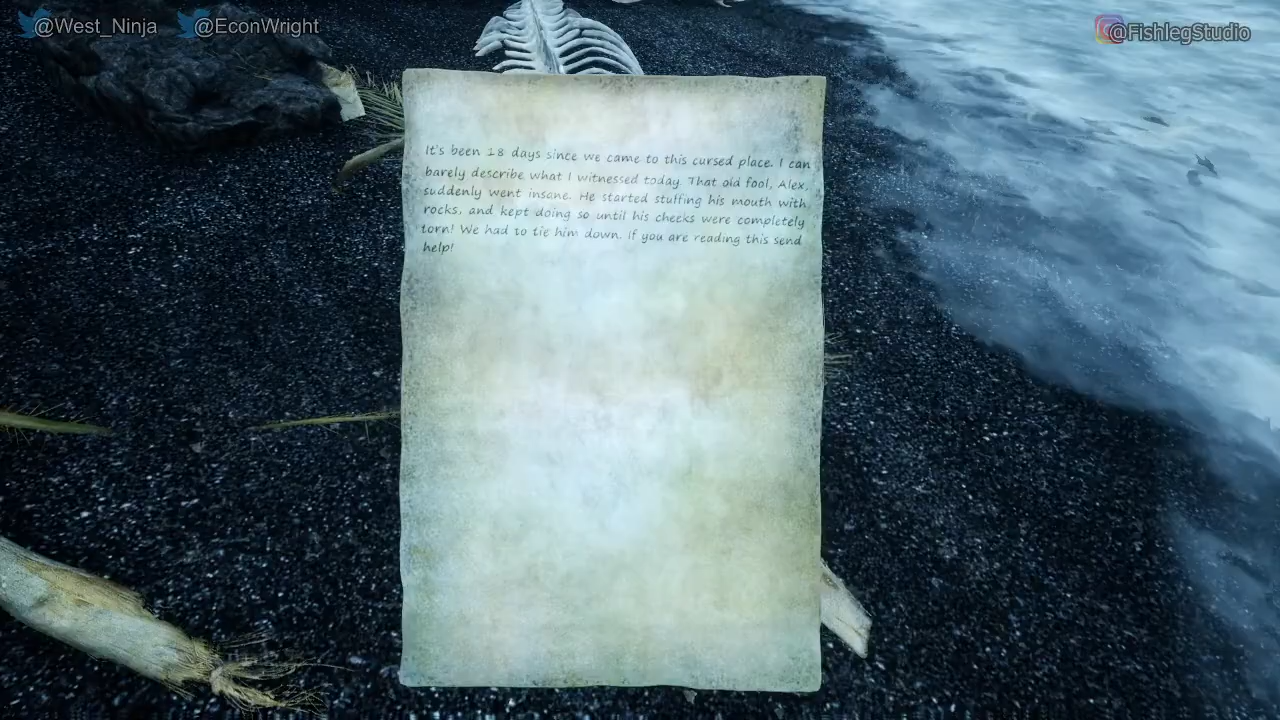 @West_Ninja @EconWright @FishlegStudio
It's been 18 days since we came to this cursed place. I can
barely describe what I witnessed today. That old fool, Alex,
suddenly went insane. He started stuffing his mouth with
rocks, and kept doing so until his cheeks were completely
torn! We had to tie him down. If you are reading this send
help!